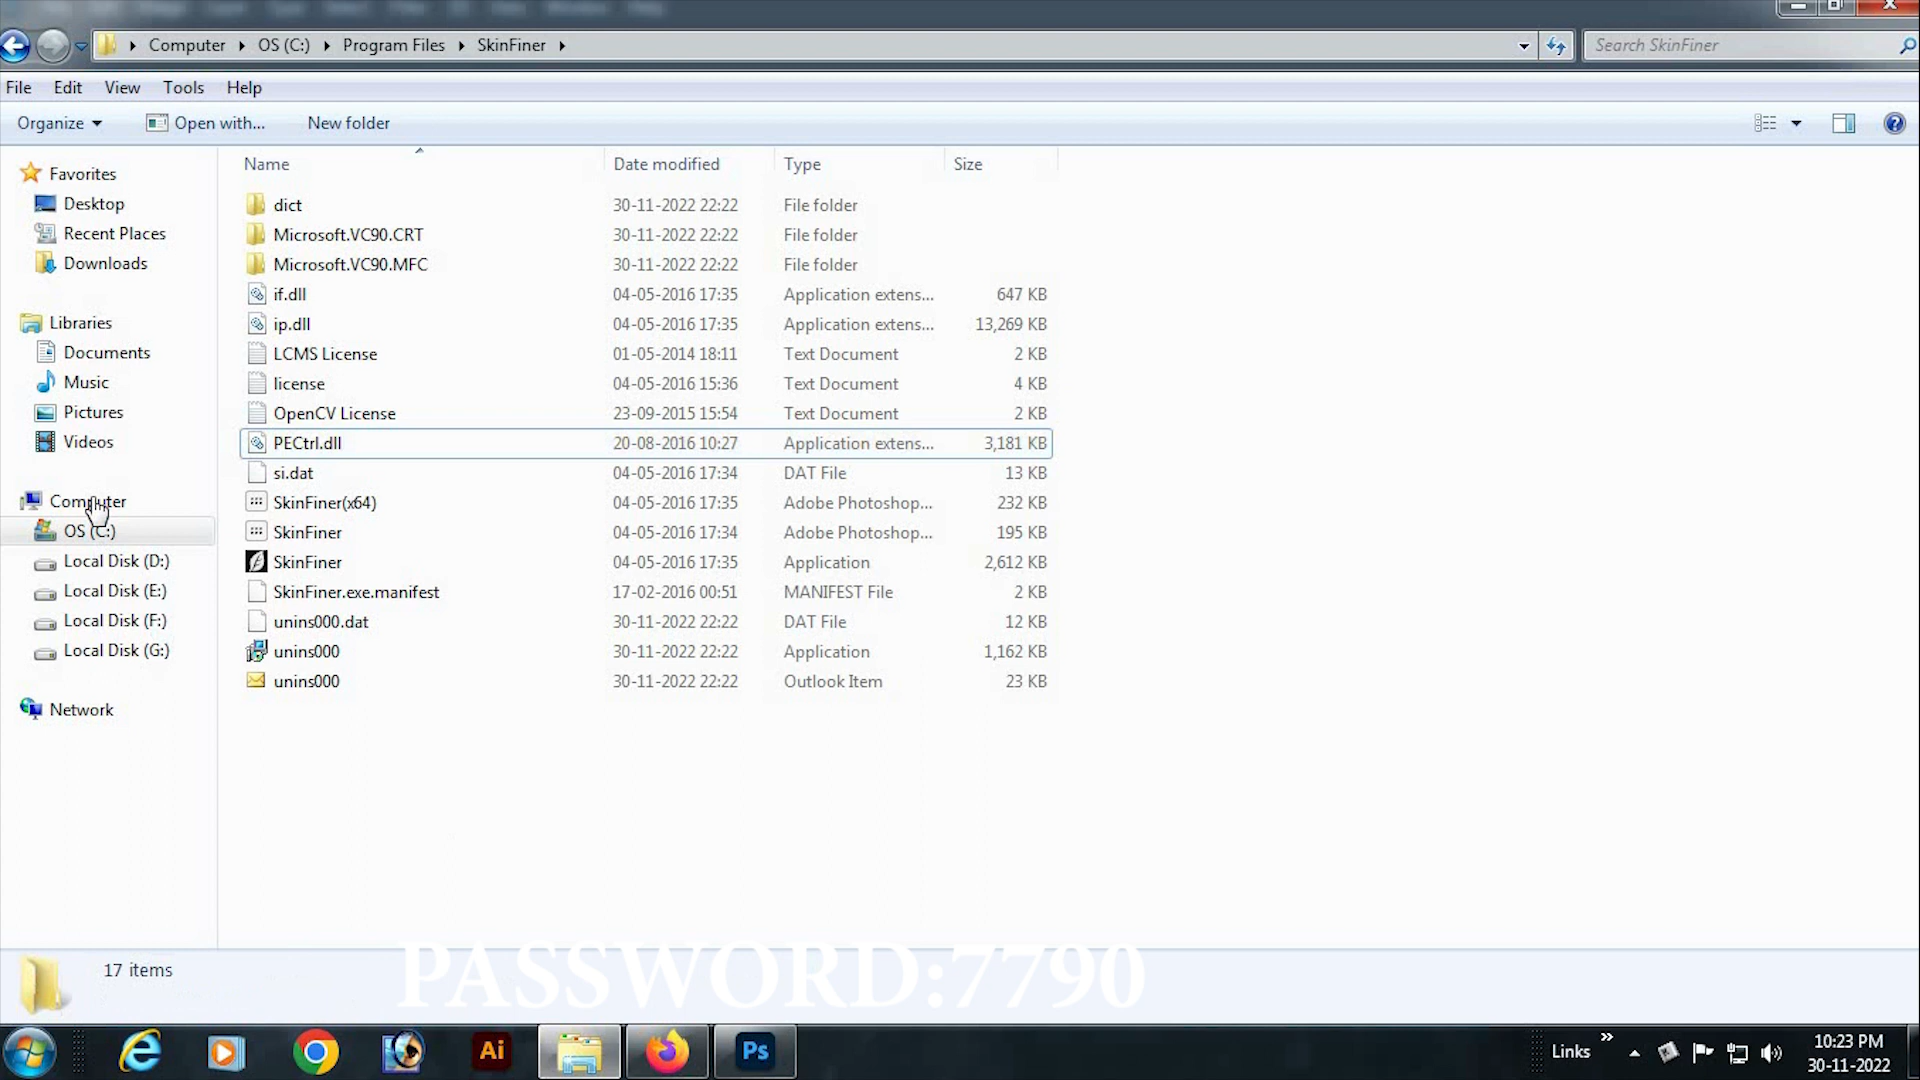 Computer OS (C:) Program Files SkinFiner
Search SkinFiner
File Edit View Tools Help
Organize Open with... New folder
Name Date modified Type Size
Favorites
Desktop
Recent Places
Downloads
Libraries
Documents
Music
Pictures
Videos
Computer
OS (C:)
Local Disk (D:)
Local Disk (E:)
Local Disk (F:)
Local Disk (G:)
Network
dict 30-11-2022 22:22 File folder
Microsoft.VC90.CRT 30-11-2022 22:22 File folder
Microsoft.VC90.MFC 30-11-2022 22:22 File folder
if.dll 04-05-2016 17:35 Application extens... 647 KB
ip.dll 04-05-2016 17:35 Application extens... 13,269 KB
LCMS License 01-05-2014 18:11 Text Document 2 KB
license 04-05-2016 15:36 Text Document 4 KB
OpenCV License 23-09-2015 15:54 Text Document 2 KB
PECtrl.dll 20-08-2016 10:27 Application extens... 3,181 KB
si.dat 04-05-2016 17:34 DAT File 13 KB
SkinFiner(x64) 04-05-2016 17:35 Adobe Photoshop... 232 KB
SkinFiner 04-05-2016 17:34 Adobe Photoshop... 195 KB
SkinFiner 04-05-2016 17:35 Application 2,612 KB
SkinFiner.exe.manifest 17-02-2016 00:51 MANIFEST File 2 KB
unins000.dat 30-11-2022 22:22 DAT File 12 KB
unins000 30-11-2022 22:22 Application 1,162 KB
unins000 30-11-2022 22:22 Outlook Item 23 KB
17 items
PASSWORD:7790
Ai
Ps
Links
10:23 PM
30-11-2022